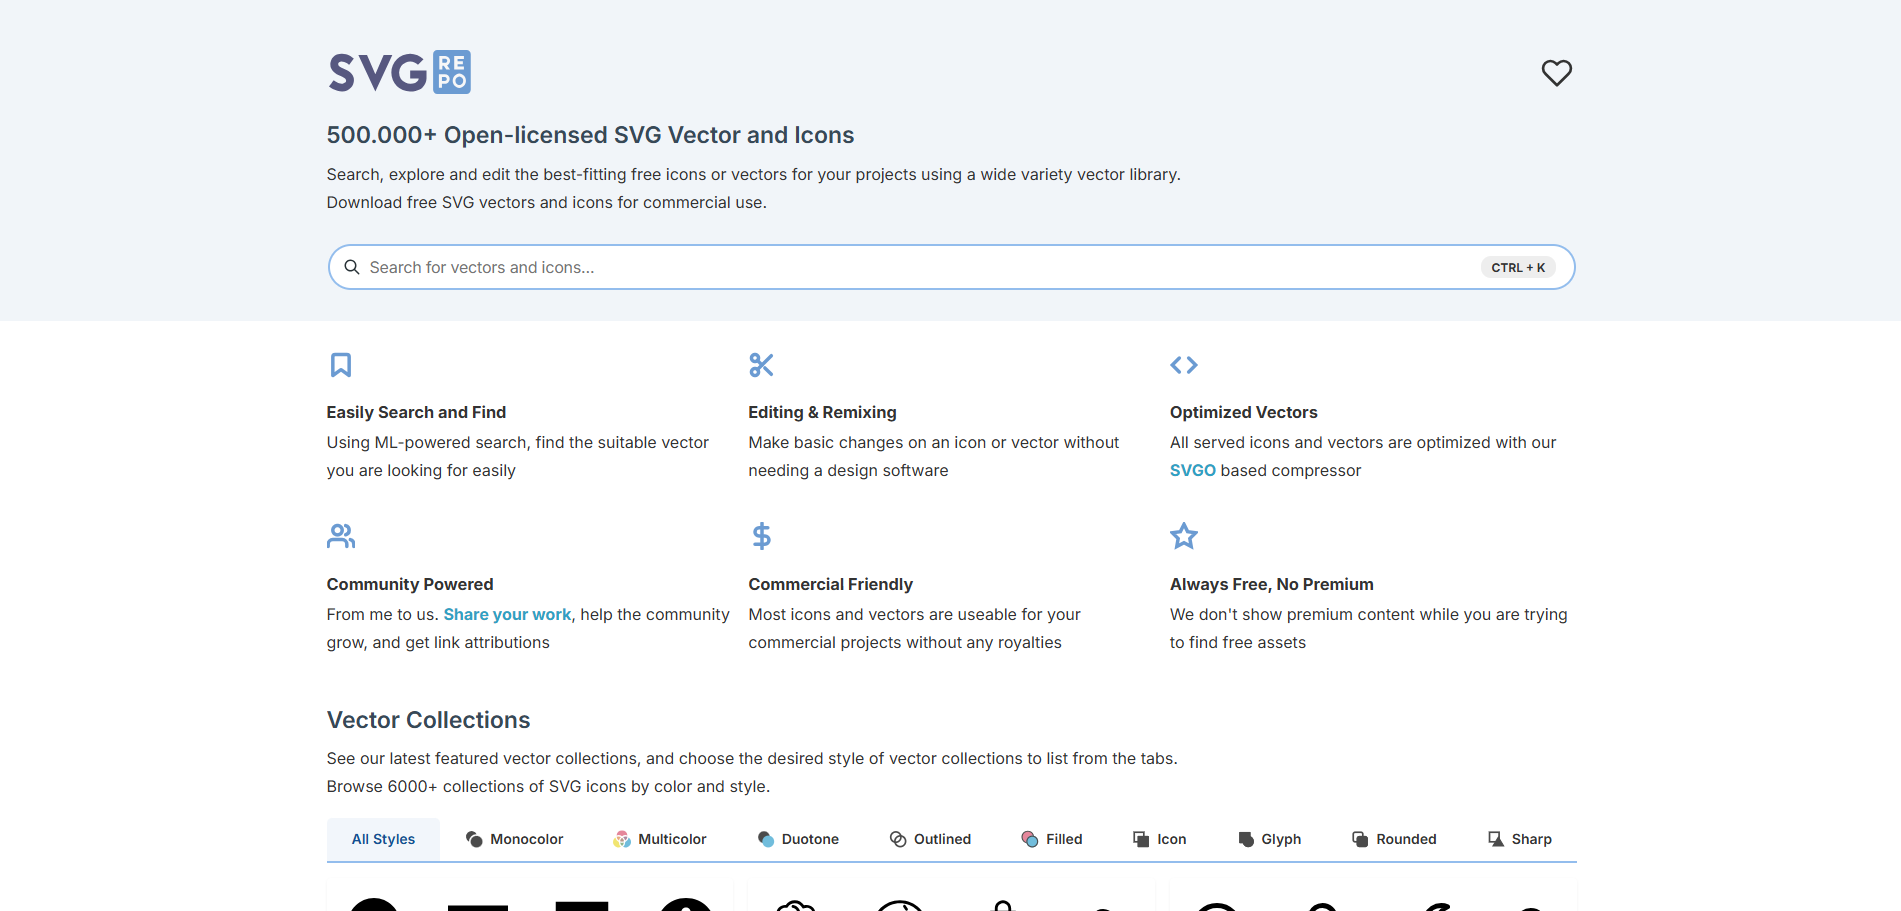 SVG RE
PO
500.000+ Open-licensed SVG Vector and Icons
Search, explore and edit the best-fitting free icons or vectors for your projects using a wide variety vector library.
Download free SVG vectors and icons for commercial use.
Search for vectors and icons...
CTRL + K
Easily Search and Find
Using ML-powered search, find the suitable vector
you are looking for easily
Editing & Remixing
Make basic changes on an icon or vector without
needing a design software
Optimized Vectors
All served icons and vectors are optimized with our
SVGO based compressor
Community Powered
From me to us. Share your work, help the community
grow, and get link attributions
Commercial Friendly
Most icons and vectors are useable for your
commercial projects without any royalties
Always Free, No Premium
We don't show premium content while you are trying
to find free assets
Vector Collections
See our latest featured vector collections, and choose the desired style of vector collections to list from the tabs.
Browse 6000+ collections of SVG icons by color and style.
All Styles Monocolor Multicolor Duotone Outlined Filled Icon Glyph Rounded Sharp